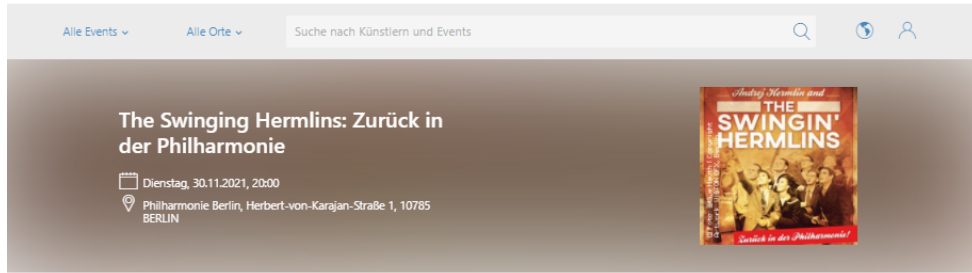 Alle Events
Alle Orte
Suche nach Künstlern und Events
The Swinging Hermlins: Zurück in
der Philharmonie
Dienstag, 30.11.2021, 20:00
Philharmonie Berlin, Herbert-von-Karajan-Straße 1, 10785
BERLIN
Andrej Hermlin and
THE
SWINGIN'
HERMLINS
Zurück in der Philharmonie!